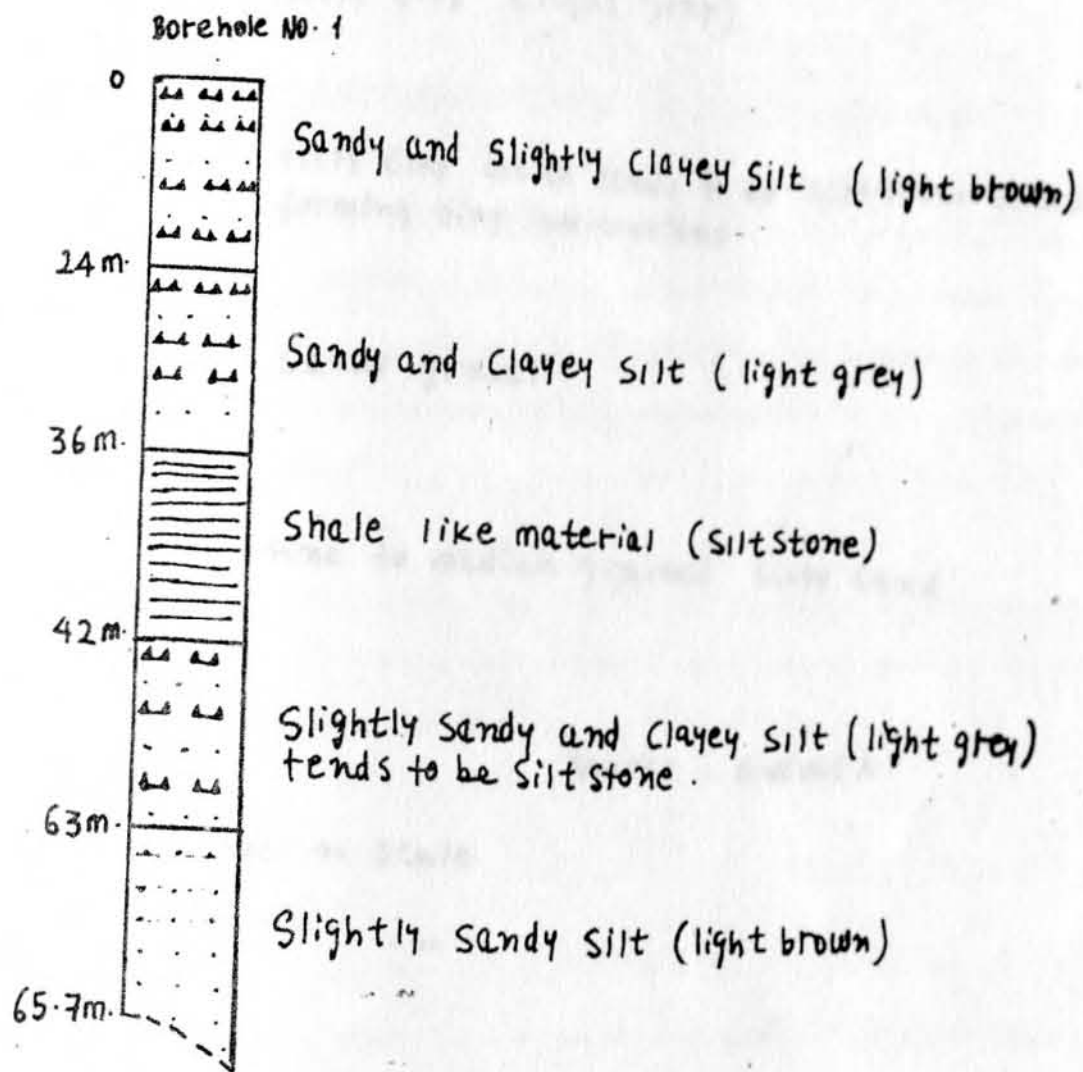 Borehole No. 1
0
Sandy and Slightly Clayey Silt (light brown)
24m.
Sandy and Clayey Silt (light grey)
36m.
Shale like material (Siltstone)
42m.
Slightly Sandy and Clayey Silt (light grey)
tends to be Siltstone.
63m.
Slightly Sandy Silt (light brown)
65.7m.